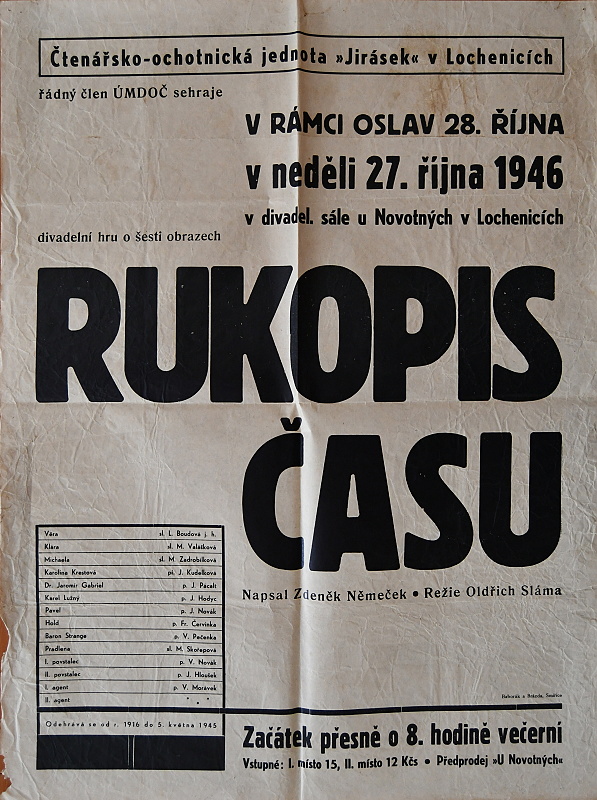 Čtenářsko-ochotnická jednota »Jirásek« v Lochenicích
řádný člen ÚMDOČ sehraje
V RÁMCI OSLAV 28. ŘÍJNA
v neděli 27. října 1946
v divadel. sále u Novotných v Lochenicích
divadelní hru o šesti obrazech
RUKOPIS
ČASU
Napsal Zdeněk Němeček • Režie Oldřich Sláma
Věra sl. L. Boudová j. h.
Klára sl. M. Valášková
Michaela sl. M. Zadrobílková
Karolina Krestová pí. J. Kudelková
Dr. Jaromír Gabriel p. J. Pacalt
Karel Lužný p. J. Hodyc
Pavel p. J. Novák
Hold p. Fr. Červinka
Baron Strange p. V. Pečenka
Pradlena sl. M. Skořepová
I. povstalec p. V. Novák
II. povstalec p. J. Hloušek
I. agent p. V. Morávek
II. agent " "
Odehrává se od r. 1916 do 5. května 1945
Začátek přesně o 8. hodině večerní
Vstupné: I. místo 15, II. místo 12 Kčs • Předprodej »U Novotných«